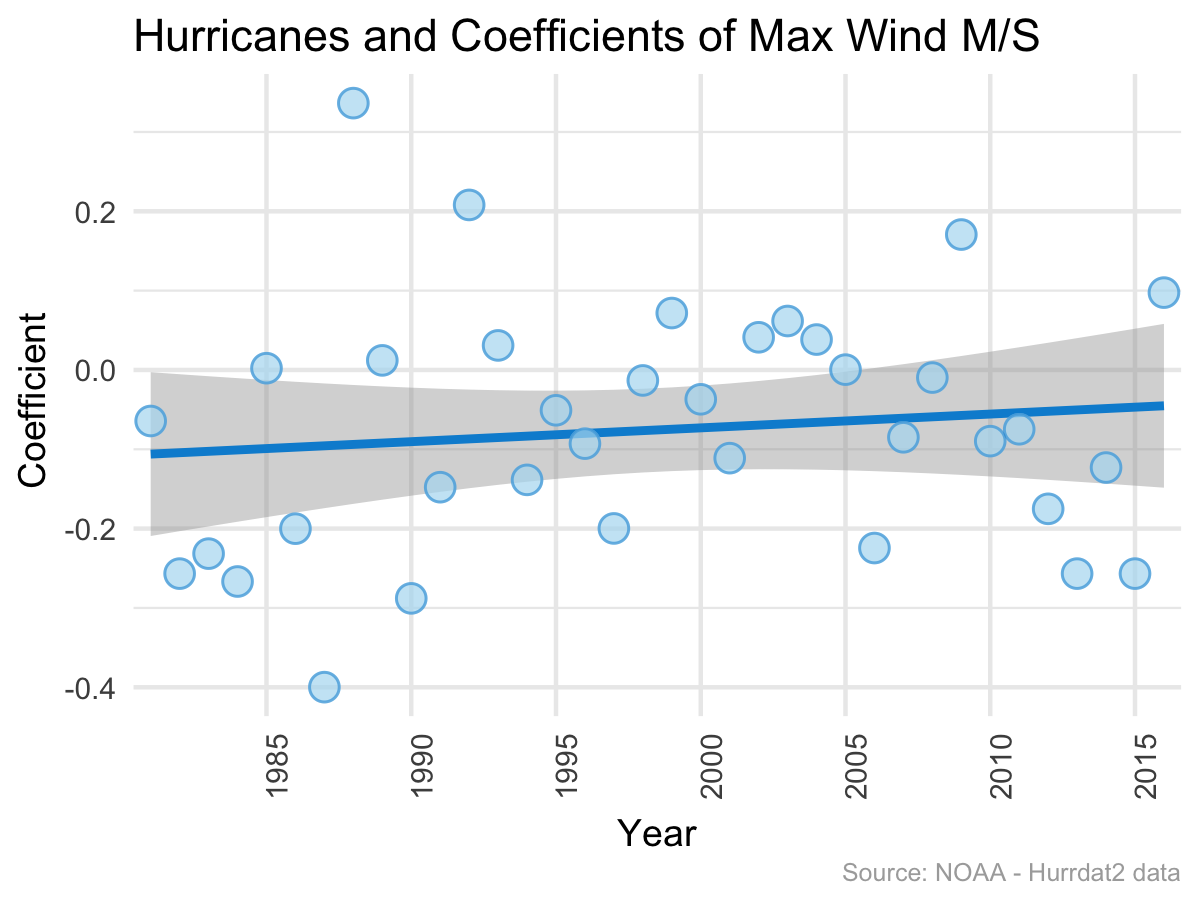 Hurricanes and Coefficients of Max Wind M/S
Coefficient
0.2
0.0
-0.2
-0.4
1985
1990
1995
2000
2005
2010
2015
Year
Source: NOAA - Hurrdat2 data